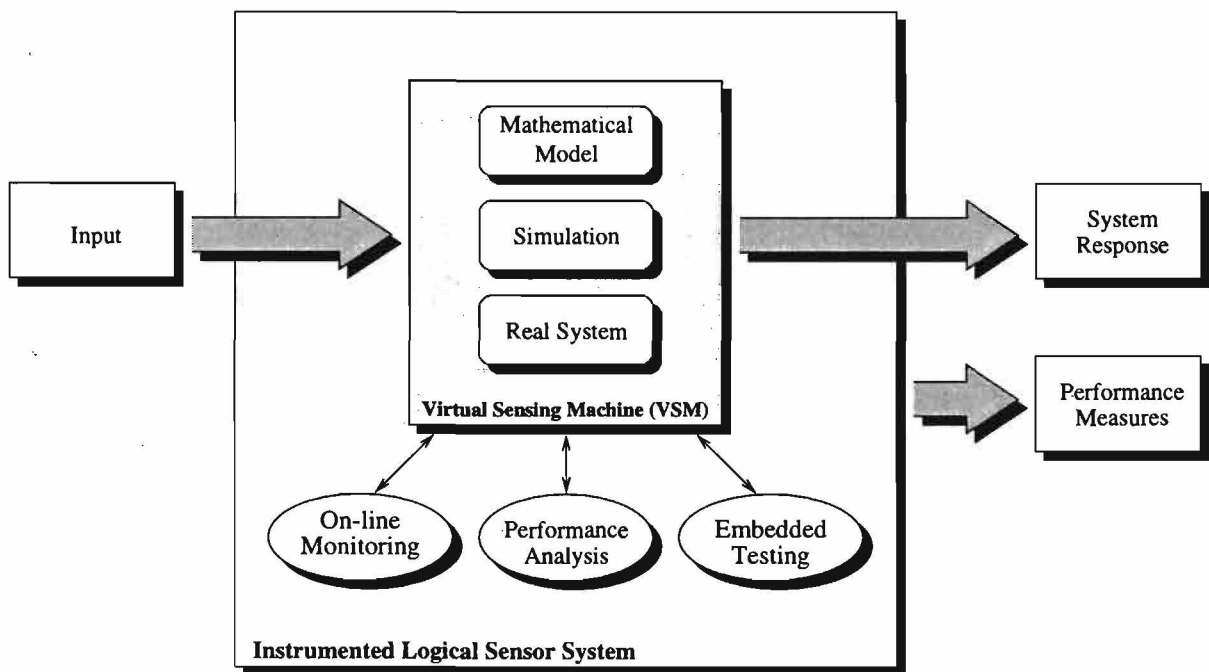 Mathematical
Model
Input
Simulation
System
Response
Real System
Performance
Measures
Virtual Sensing Machine (VSM)
On-line
Monitoring
Performance
Analysis
Embedded
Testing
Instrumented Logical Sensor System